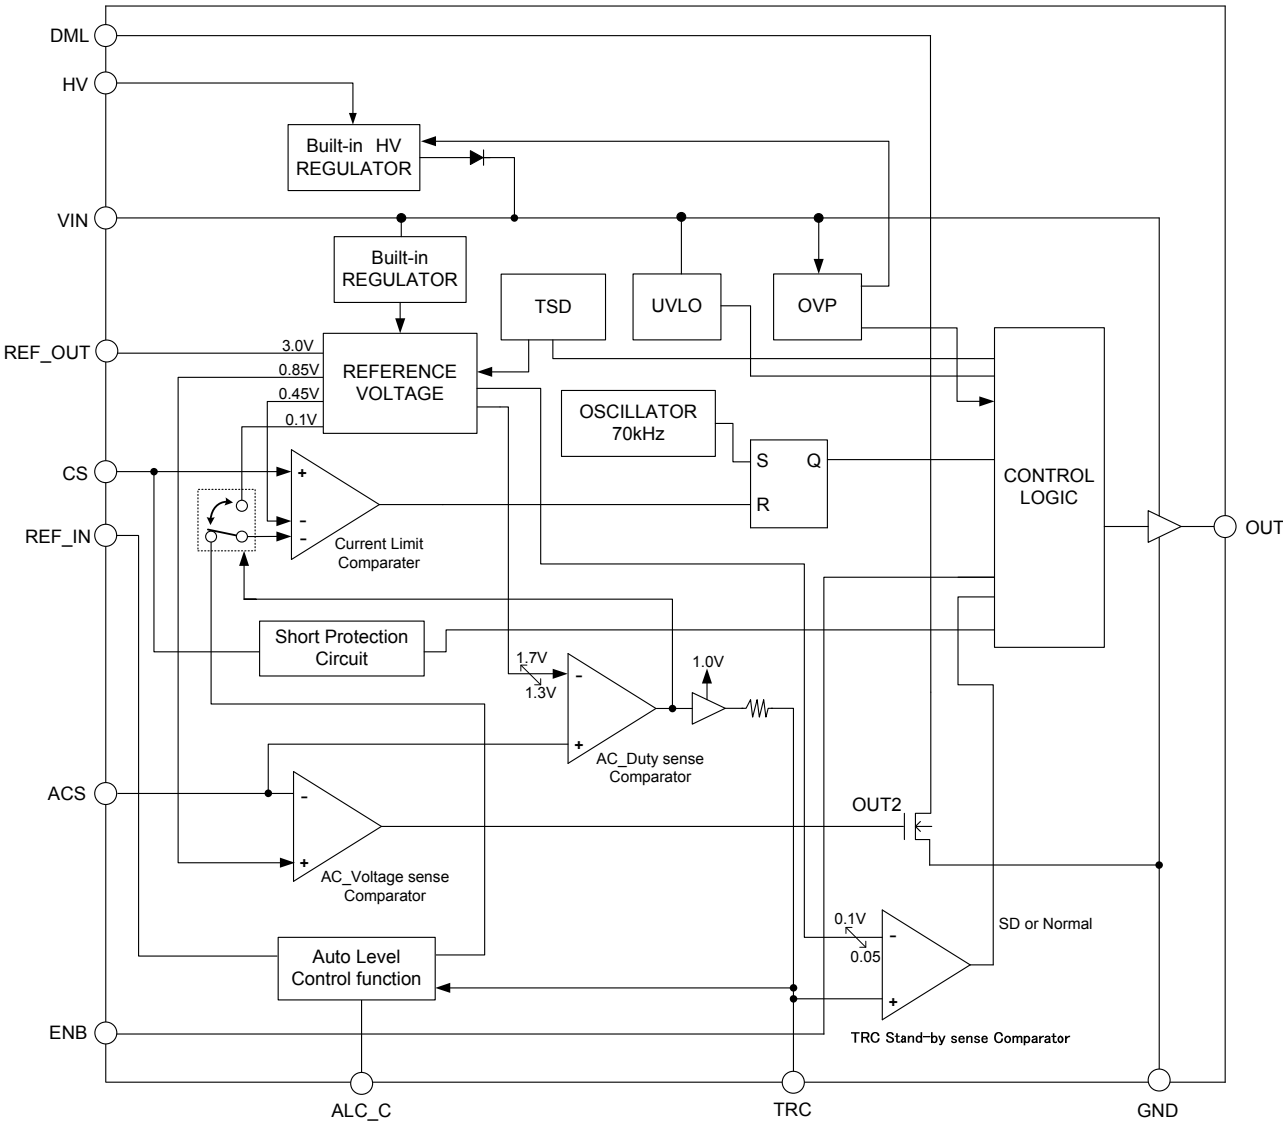 DML
HV
Built-in HV
REGULATOR
VIN
Built-in
REGULATOR
TSD
UVLO
OVP
REF_OUT
3.0V
0.85V
0.45V
0.1V
REFERENCE
VOLTAGE
OSCILLATOR
70kHz
S
Q
R
CONTROL
LOGIC
CS
+
-
-
REF_IN
Current Limit
Comparater
OUT
Short Protection
Circuit
1.7V
1.3V
-
+
1.0V
AC_Duty sense
Comparator
ACS
-
+
AC_Voltage sense
Comparator
OUT2
0.1V
0.05
-
+
SD or Normal
Auto Level
Control function
TRC Stand-by sense Comparator
ENB
ALC_C
TRC
GND